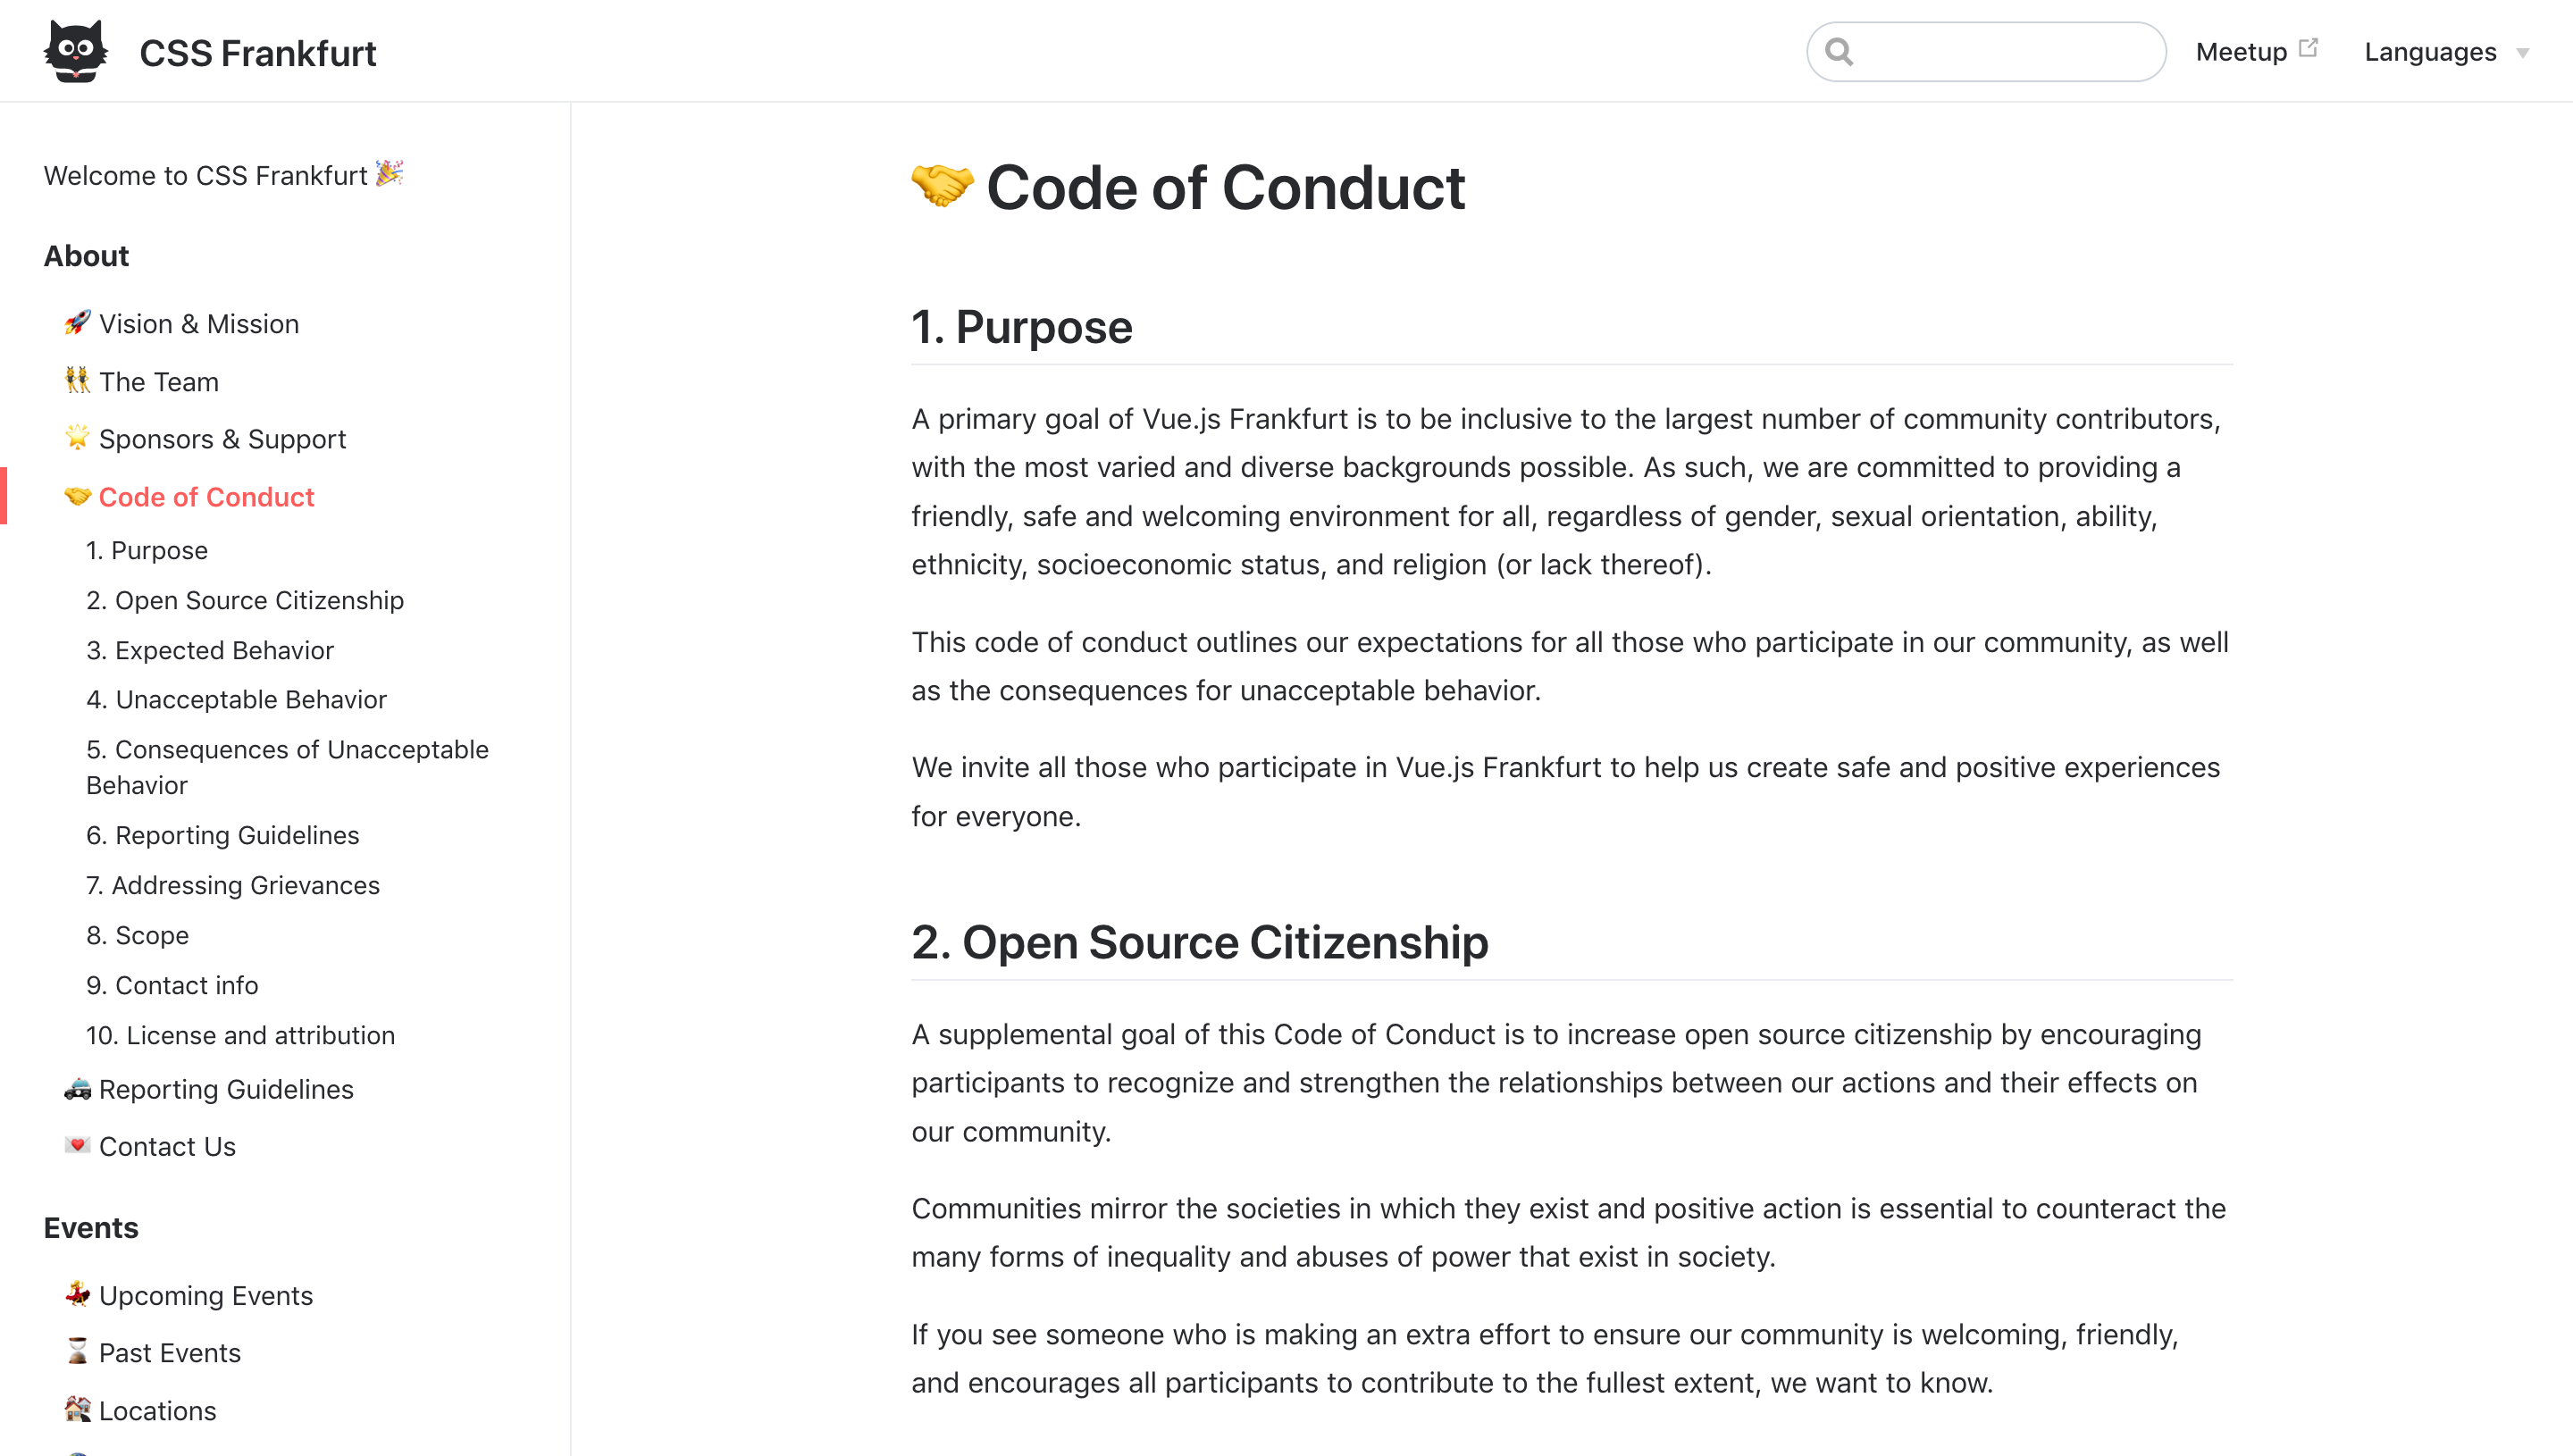 CSS Frankfurt
Meetup
Languages
Welcome to CSS Frankfurt 🎉
About
🚀 Vision & Mission
👯 The Team
🌟 Sponsors & Support
🤝 Code of Conduct
1. Purpose
2. Open Source Citizenship
3. Expected Behavior
4. Unacceptable Behavior
5. Consequences of Unacceptable
Behavior
6. Reporting Guidelines
7. Addressing Grievances
8. Scope
9. Contact info
10. License and attribution
🚓 Reporting Guidelines
💌 Contact Us
Events
💃 Upcoming Events
⌛ Past Events
🏘 Locations
🤝 Code of Conduct
1. Purpose
A primary goal of Vue.js Frankfurt is to be inclusive to the largest number of community contributors,
with the most varied and diverse backgrounds possible. As such, we are committed to providing a
friendly, safe and welcoming environment for all, regardless of gender, sexual orientation, ability,
ethnicity, socioeconomic status, and religion (or lack thereof).
This code of conduct outlines our expectations for all those who participate in our community, as well
as the consequences for unacceptable behavior.
We invite all those who participate in Vue.js Frankfurt to help us create safe and positive experiences
for everyone.
2. Open Source Citizenship
A supplemental goal of this Code of Conduct is to increase open source citizenship by encouraging
participants to recognize and strengthen the relationships between our actions and their effects on
our community.
Communities mirror the societies in which they exist and positive action is essential to counteract the
many forms of inequality and abuses of power that exist in society.
If you see someone who is making an extra effort to ensure our community is welcoming, friendly,
and encourages all participants to contribute to the fullest extent, we want to know.